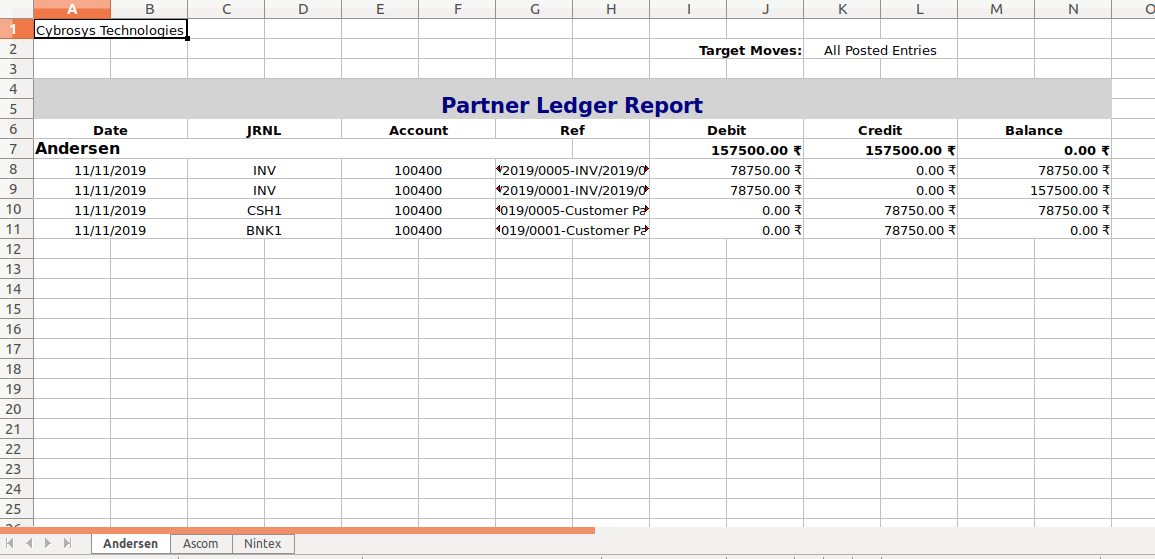 A B C D E F G H I J K L M N O
1 Cybrosys Technologies
2 Target Moves: All Posted Entries
3
4
5 Partner Ledger Report
6 Date JRNL Account Ref Debit Credit Balance
7 Andersen 157500.00 ₹ 157500.00 ₹ 0.00 ₹
8 11/11/2019 INV 100400 /2019/0005-INV/2019/0 78750.00 ₹ 0.00 ₹ 78750.00 ₹
9 11/11/2019 INV 100400 /2019/0001-INV/2019/0 78750.00 ₹ 0.00 ₹ 157500.00 ₹
10 11/11/2019 CSH1 100400 019/0005-Customer Pa 0.00 ₹ 78750.00 ₹ 78750.00 ₹
11 11/11/2019 BNK1 100400 019/0001-Customer Pa 0.00 ₹ 78750.00 ₹ 0.00 ₹
12
13
14
15
16
17
18
19
20
21
22
23
24
25
Andersen Ascom Nintex